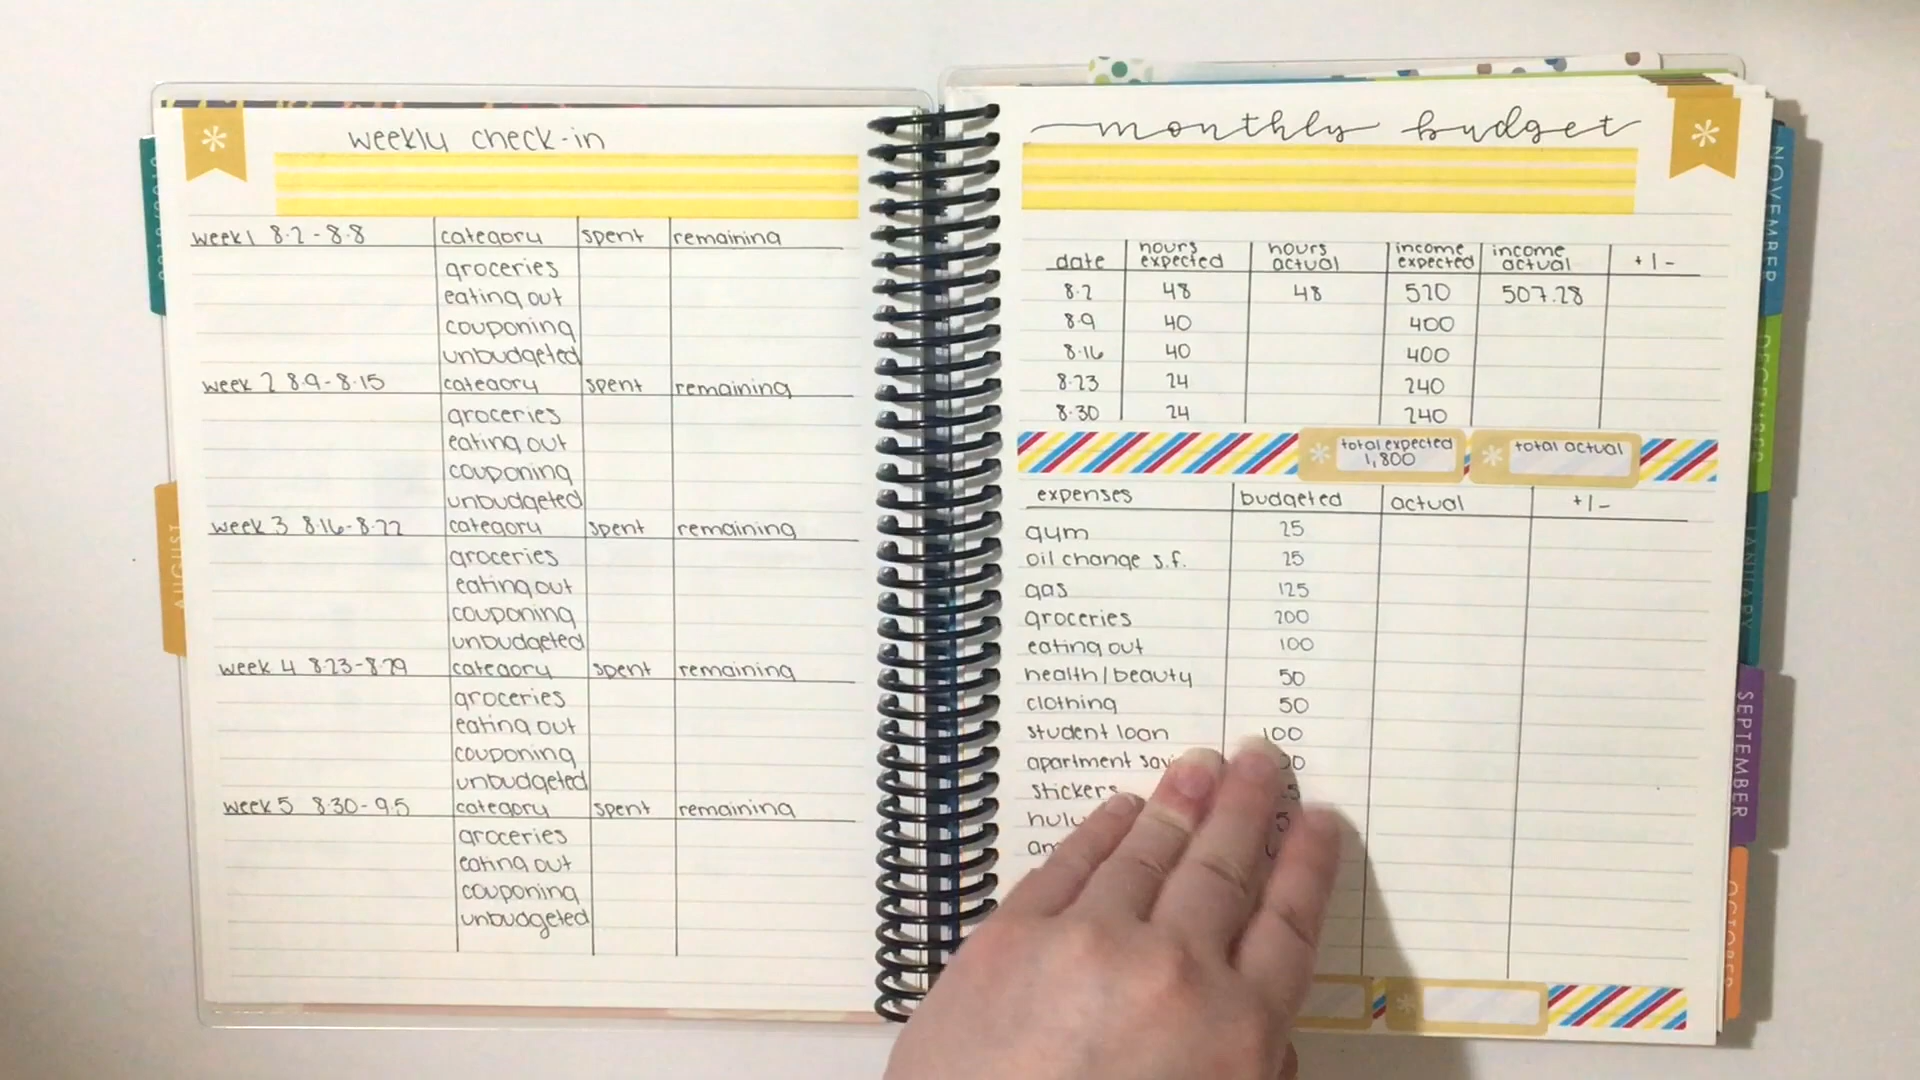 weekly check-in
week 1 8.2 - 8.8 category spent remaining
groceries
eating out
couponing
unbudgeted
week 2 8.9 - 8.15 category spent remaining
groceries
eating out
couponing
unbudgeted
week 3 8.16 - 8.22 category spent remaining
groceries
eating out
couponing
unbudgeted
week 4 8.23 - 8.29 category spent remaining
groceries
eating out
couponing
unbudgeted
week 5 8.30 - 9.5 category spent remaining
groceries
eating out
couponing
unbudgeted
AUGUST
monthly budget
date hours expected hours actual income expected income actual +/-
8.2 48 48 520 507.28
8.9 40 400
8.16 40 400
8.23 24 240
8.30 24 240
total expected 1,800 total actual
expenses budgeted actual +/-
gym 25
oil change s.f. 25
gas 125
groceries 200
eating out 100
health/beauty 50
clothing 50
student loan 100
apartment
stickers
hulu
NOVEMBER
DECEMBER
JANUARY
SEPTEMBER
OCTOBER